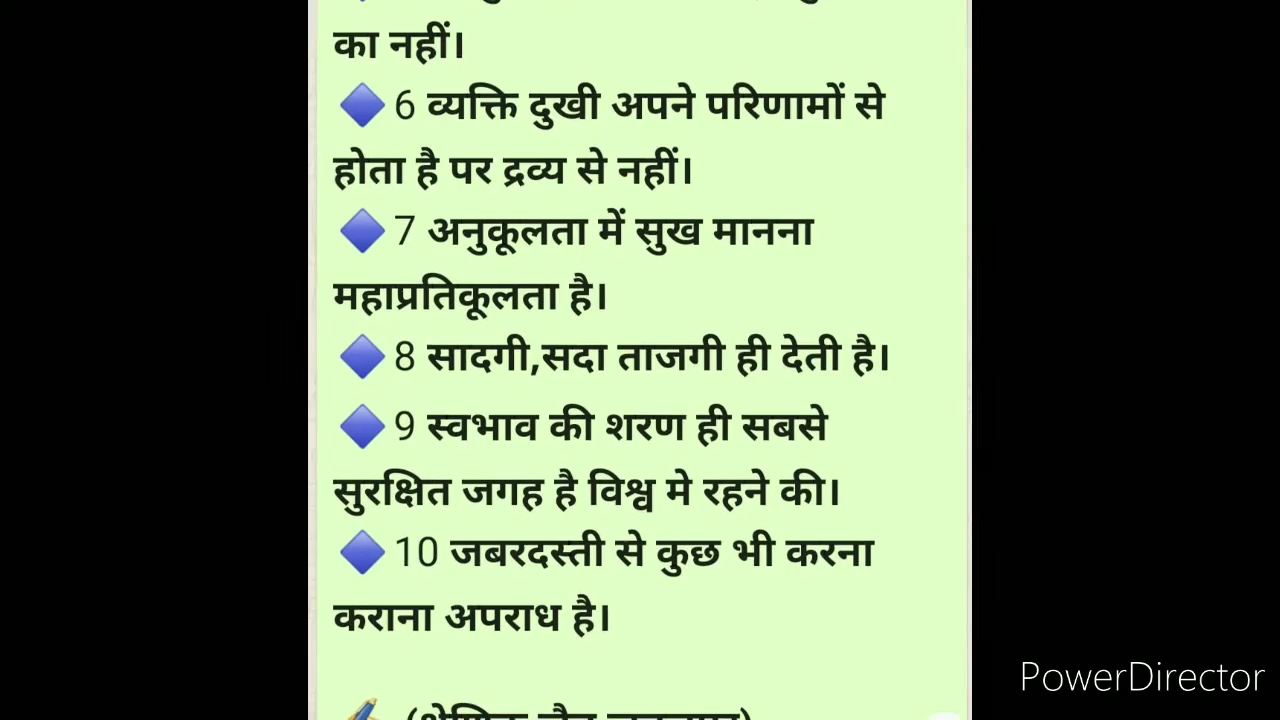 का नहीं।
🔷 6 व्यक्ति दुखी अपने परिणामों से
होता है पर द्रव्य से नहीं।
🔷 7 अनुकूलता में सुख मानना
महाप्रतिकूलता है।
🔷 8 सादगी,सदा ताजगी ही देती है।
🔷 9 स्वभाव की शरण ही सबसे
सुरक्षित जगह है विश्व मे रहने की।
🔷 10 जबरदस्ती से कुछ भी करना
कराना अपराध है।
PowerDirector